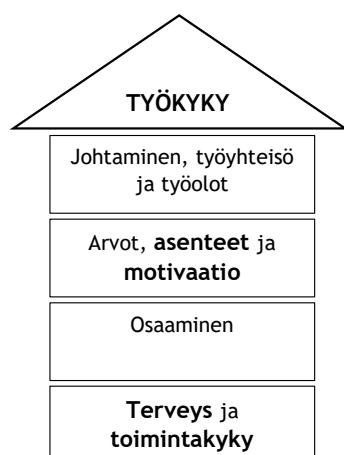 TYÖKYKY
Johtaminen, työyhteisö
ja työolot
Arvot, asenteet ja
motivaatio
Osaaminen
Terveys ja
toimintakyky